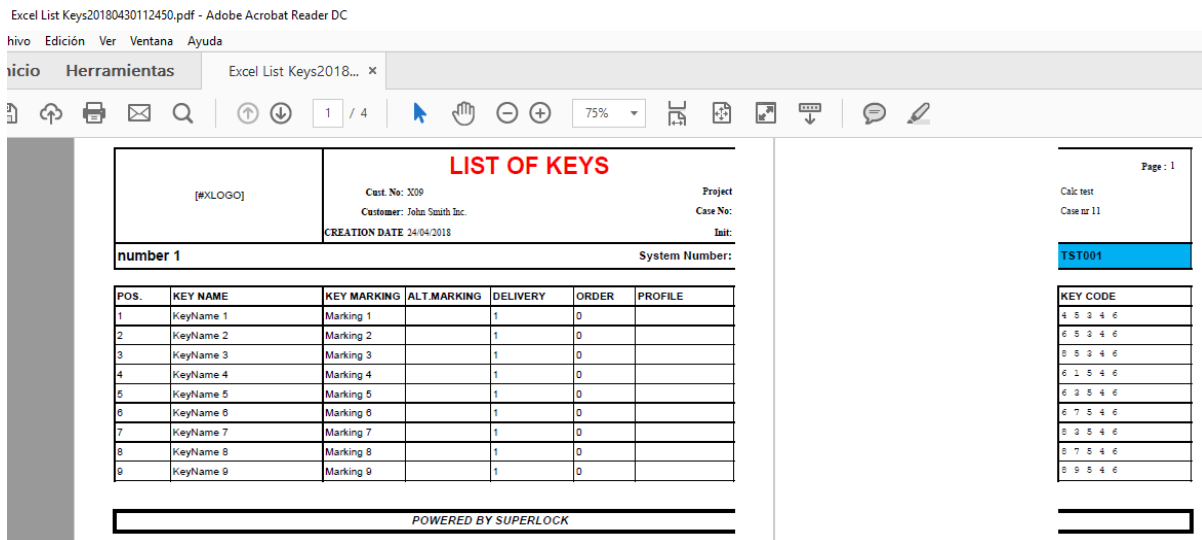 Excel List Keys20180430112450.pdf - Adobe Acrobat Reader DC
hivo Edición Ver Ventana Ayuda
nicio Herramientas Excel List Keys2018... ×
1 / 4 75%
LIST OF KEYS
Page : 1
[#XLOGO] Cust. No: X09 Project Calc test
Customer: John Smith Inc. Case No: Case nr 11
CREATION DATE 24/04/2018 Init:
number 1 System Number: TST001
POS. KEY NAME KEY MARKING ALT.MARKING DELIVERY ORDER PROFILE KEY CODE
1 KeyName 1 Marking 1 1 0 4 5 3 4 6
2 KeyName 2 Marking 2 1 0 6 5 3 4 6
3 KeyName 3 Marking 3 1 0 8 5 3 4 6
4 KeyName 4 Marking 4 1 0 6 1 5 4 6
5 KeyName 5 Marking 5 1 0 6 3 5 4 6
6 KeyName 6 Marking 6 1 0 6 7 5 4 6
7 KeyName 7 Marking 7 1 0 8 3 5 4 6
8 KeyName 8 Marking 8 1 0 8 7 5 4 6
9 KeyName 9 Marking 9 1 0 8 9 5 4 6
POWERED BY SUPERLOCK